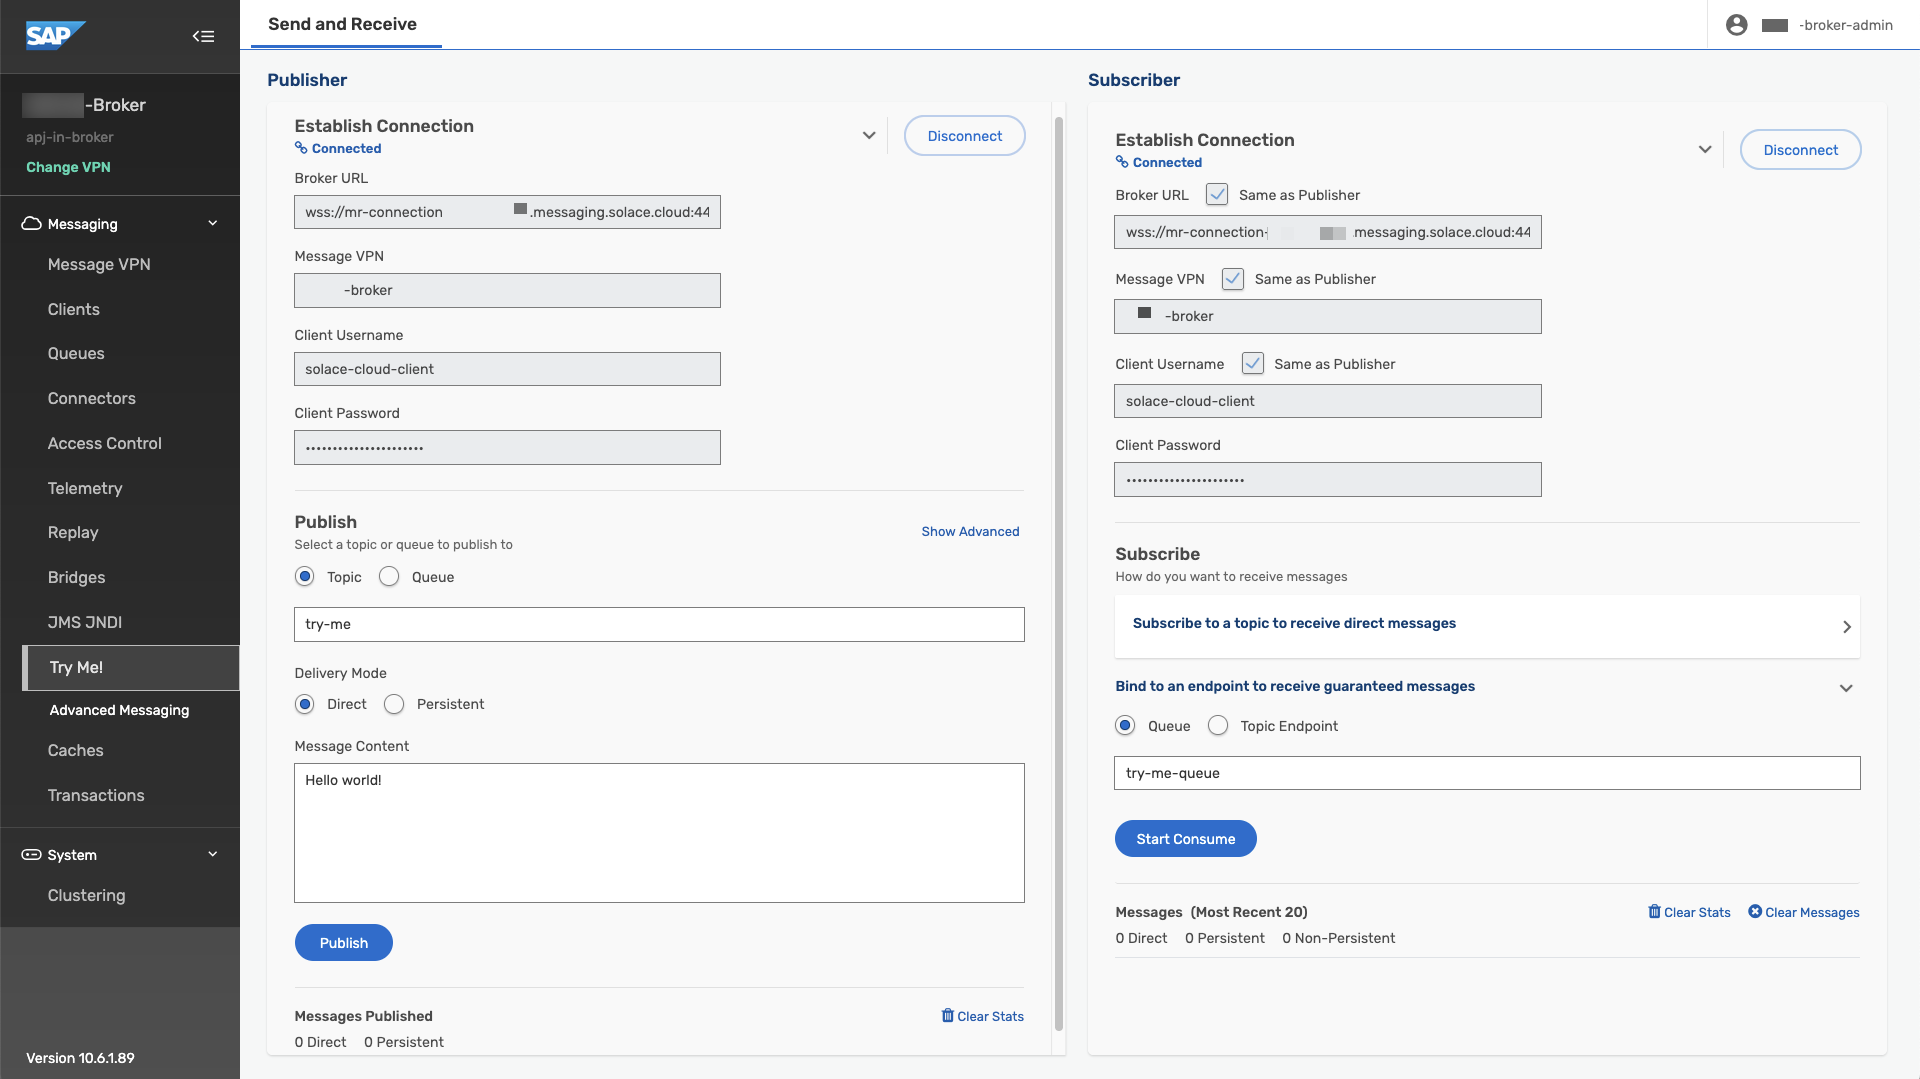 SAP
-Broker
apj-in-broker
Change VPN
Messaging
Message VPN
Clients
Queues
Connectors
Access Control
Telemetry
Replay
Bridges
JMS JNDI
Try Me!
Advanced Messaging
Caches
Transactions
System
Clustering
Version 10.6.1.89
Send and Receive
-broker-admin
Publisher
Establish Connection
Connected
Disconnect
Broker URL
wss://mr-connection .messaging.solace.cloud:44
Message VPN
-broker
Client Username
solace-cloud-client
Client Password
••••••••••••••••••••••
Publish
Select a topic or queue to publish to
Show Advanced
Topic Queue
try-me
Delivery Mode
Direct Persistent
Message Content
Hello world!
Publish
Messages Published
Clear Stats
0 Direct 0 Persistent
Subscriber
Establish Connection
Connected
Disconnect
Broker URL Same as Publisher
wss://mr-connection- .messaging.solace.cloud:44
Message VPN Same as Publisher
-broker
Client Username Same as Publisher
solace-cloud-client
Client Password
••••••••••••••••••••••
Subscribe
How do you want to receive messages
Subscribe to a topic to receive direct messages
Bind to an endpoint to receive guaranteed messages
Queue Topic Endpoint
try-me-queue
Start Consume
Messages (Most Recent 20)
Clear Stats Clear Messages
0 Direct 0 Persistent 0 Non-Persistent